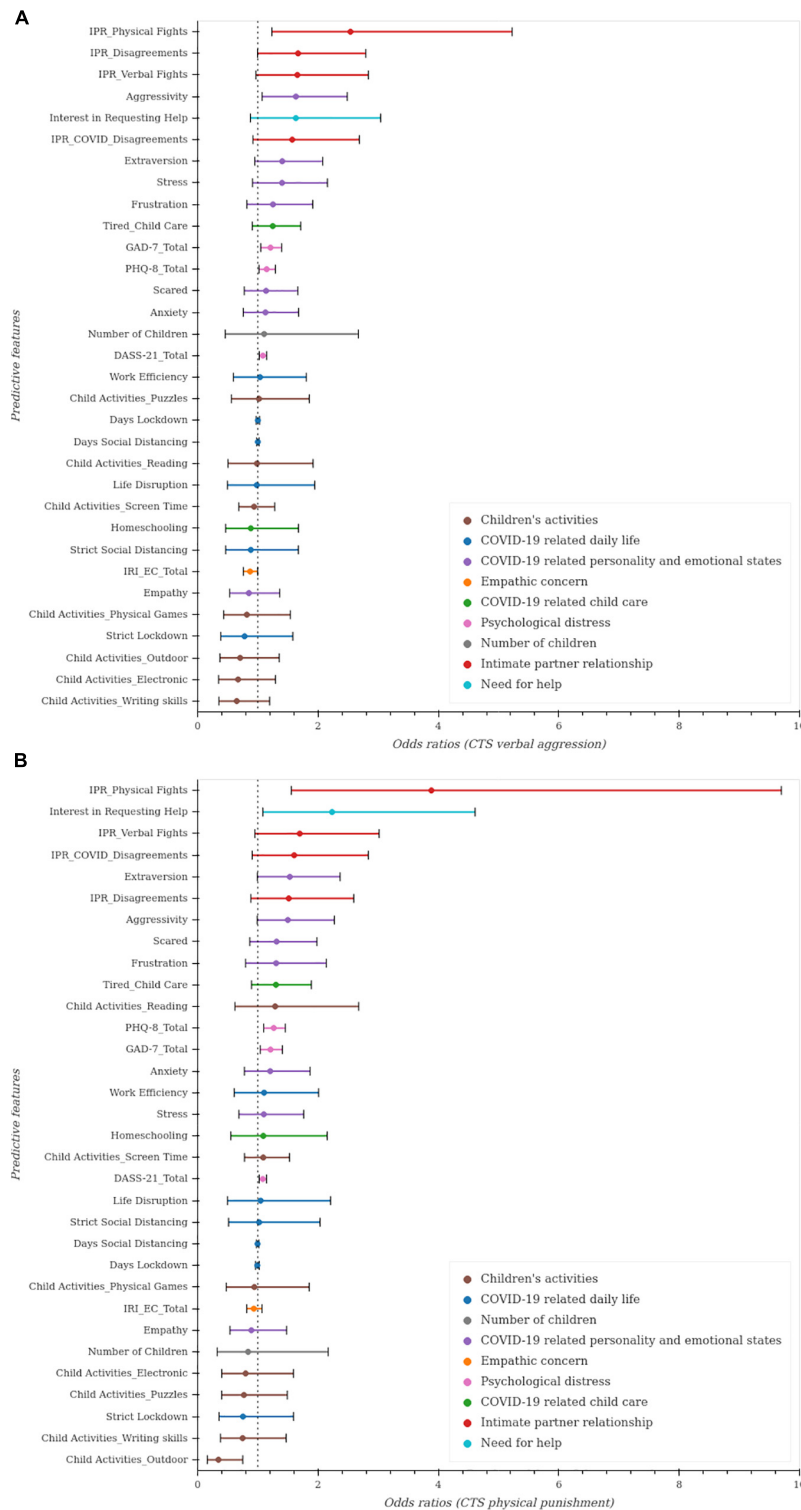 A
IPR_Physical Fights
IPR_Disagreements
IPR_Verbal Fights
Aggressivity
Interest in Requesting Help
IPR_COVID_Disagreements
Extraversion
Stress
Frustration
Tired_Child Care
GAD-7_Total
PHQ-8_Total
Scared
Anxiety
Number of Children
DASS-21_Total
Work Efficiency
Child Activities_Puzzles
Days Lockdown
Days Social Distancing
Child Activities_Reading
Life Disruption
Child Activities_Screen Time
Homeschooling
Strict Social Distancing
IRI_EC_Total
Empathy
Child Activities_Physical Games
Strict Lockdown
Child Activities_Outdoor
Child Activities_Electronic
Child Activities_Writing skills
Predictive features
Children's activities
COVID-19 related daily life
COVID-19 related personality and emotional states
Empathic concern
COVID-19 related child care
Psychological distress
Number of children
Intimate partner relationship
Need for help
0 2 4 6 8 10
Odds ratios (CTS verbal aggression)
B
IPR_Physical Fights
Interest in Requesting Help
IPR_Verbal Fights
IPR_COVID_Disagreements
Extraversion
IPR_Disagreements
Aggressivity
Scared
Frustration
Tired_Child Care
Child Activities_Reading
PHQ-8_Total
GAD-7_Total
Anxiety
Work Efficiency
Stress
Homeschooling
Child Activities_Screen Time
DASS-21_Total
Life Disruption
Strict Social Distancing
Days Social Distancing
Days Lockdown
Child Activities_Physical Games
IRI_EC_Total
Empathy
Number of Children
Child Activities_Electronic
Child Activities_Puzzles
Strict Lockdown
Child Activities_Writing skills
Child Activities_Outdoor
Predictive features
Children's activities
COVID-19 related daily life
Number of children
COVID-19 related personality and emotional states
Empathic concern
Psychological distress
COVID-19 related child care
Intimate partner relationship
Need for help
0 2 4 6 8 10
Odds ratios (CTS physical punishment)